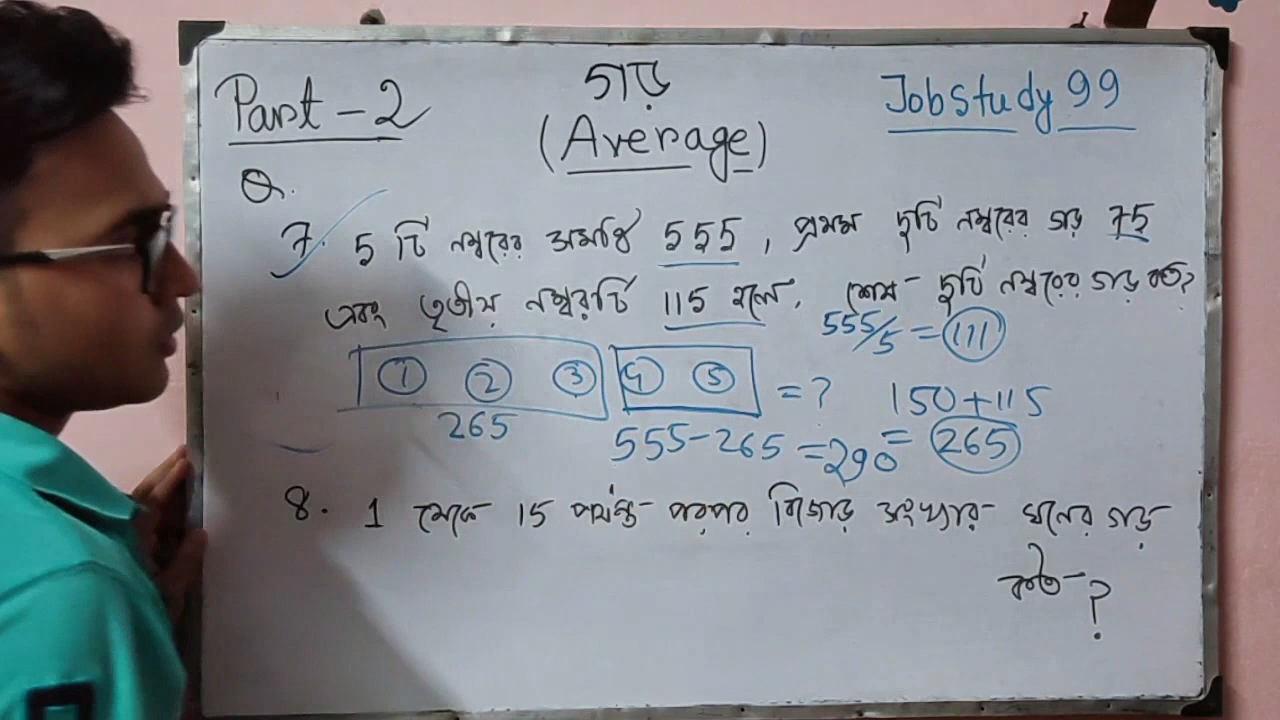 Part - 2
গড়
(Average)
JobStudy 99
Q.
7. 5 টি নম্বরের সমষ্টি 555, প্রথম দুটি নম্বরের গড় 75
এবং তৃতীয় নম্বরটি 115 হলে, শেষ দুটি নম্বরের গড় কত?
555/5 = 111
1 2 3 4 5 = ?
150+115
265
555-265 = 290
= 265
8. 1 থেকে 15 পর্যন্ত পরপর বিজোড় সংখ্যার ঘনের গড়
কত ?